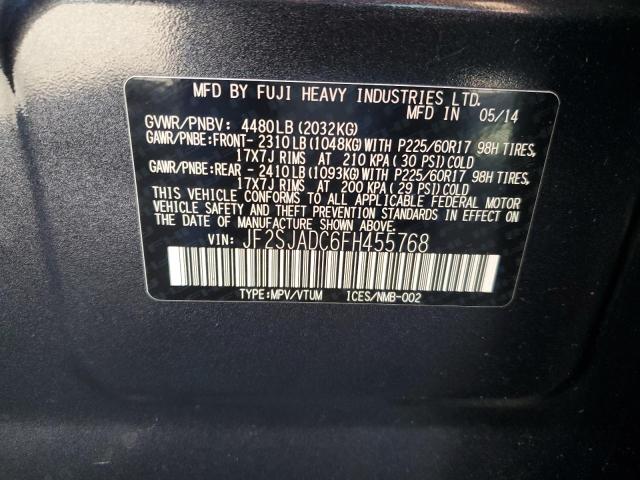 MFD BY FUJI HEAVY INDUSTRIES LTD.
MFD IN 05/14
GVWR/PNBV: 4480LB (2032KG)
GAWR/PNBE:FRONT- 2310LB (1048KG) WITH P225/60R17 98H TIRES,
17X7J RIMS AT 210 KPA (30 PSI) COLD
GAWR/PNBE:REAR - 2410LB (1093KG) WITH P225/60R17 98H TIRES,
17X7J RIMS AT 200 KPA (29 PSI) COLD
THIS VEHICLE CONFORMS TO ALL APPLICABLE FEDERAL MOTOR
VEHICLE SAFETY AND THEFT PREVENTION STANDARDS IN EFFECT ON
THE DATE OF MANUFACTURE SHOWN ABOVE.
VIN: JF2SJADC6FH455768
TYPE:MPV/VTUM ICES/NMB-002